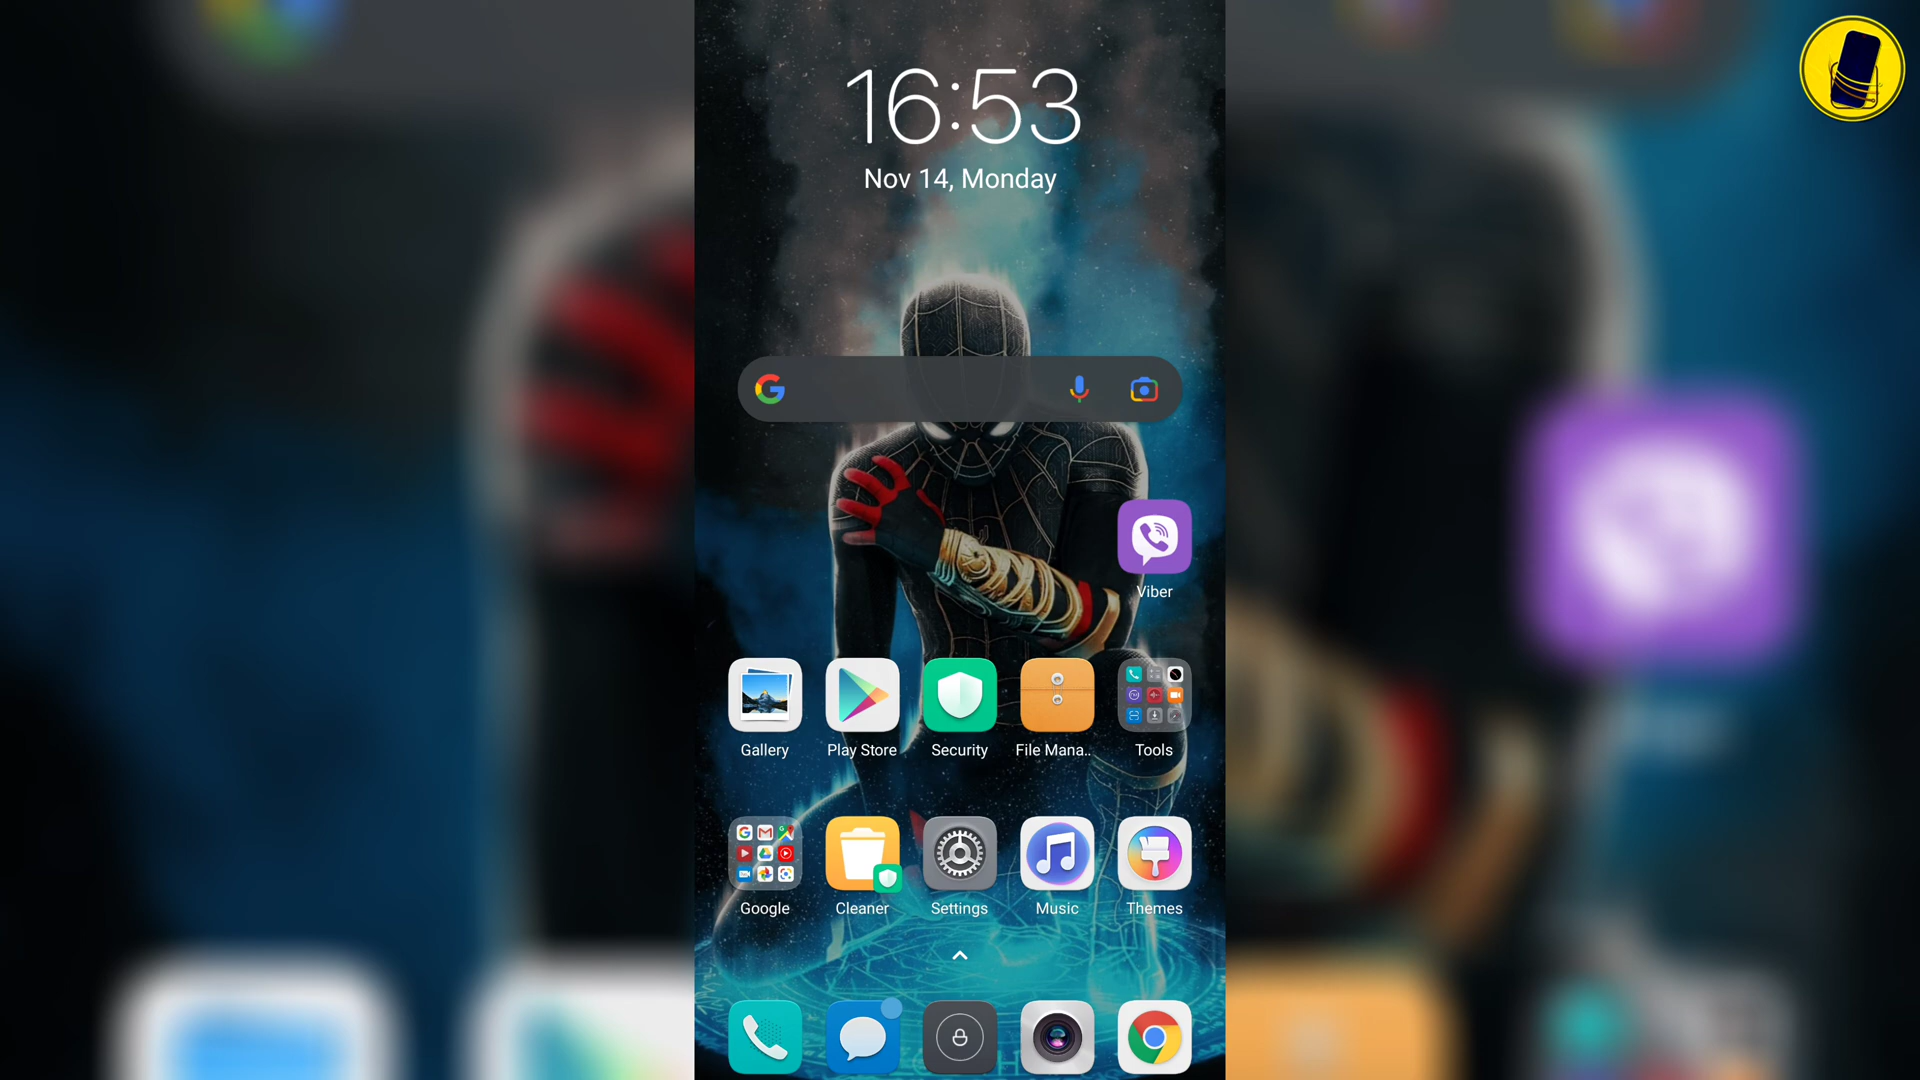 16:53
Nov 14, Monday
Viber
Gallery
Play Store
Security
File Mana..
Tools
Google
Cleaner
Settings
Music
Themes